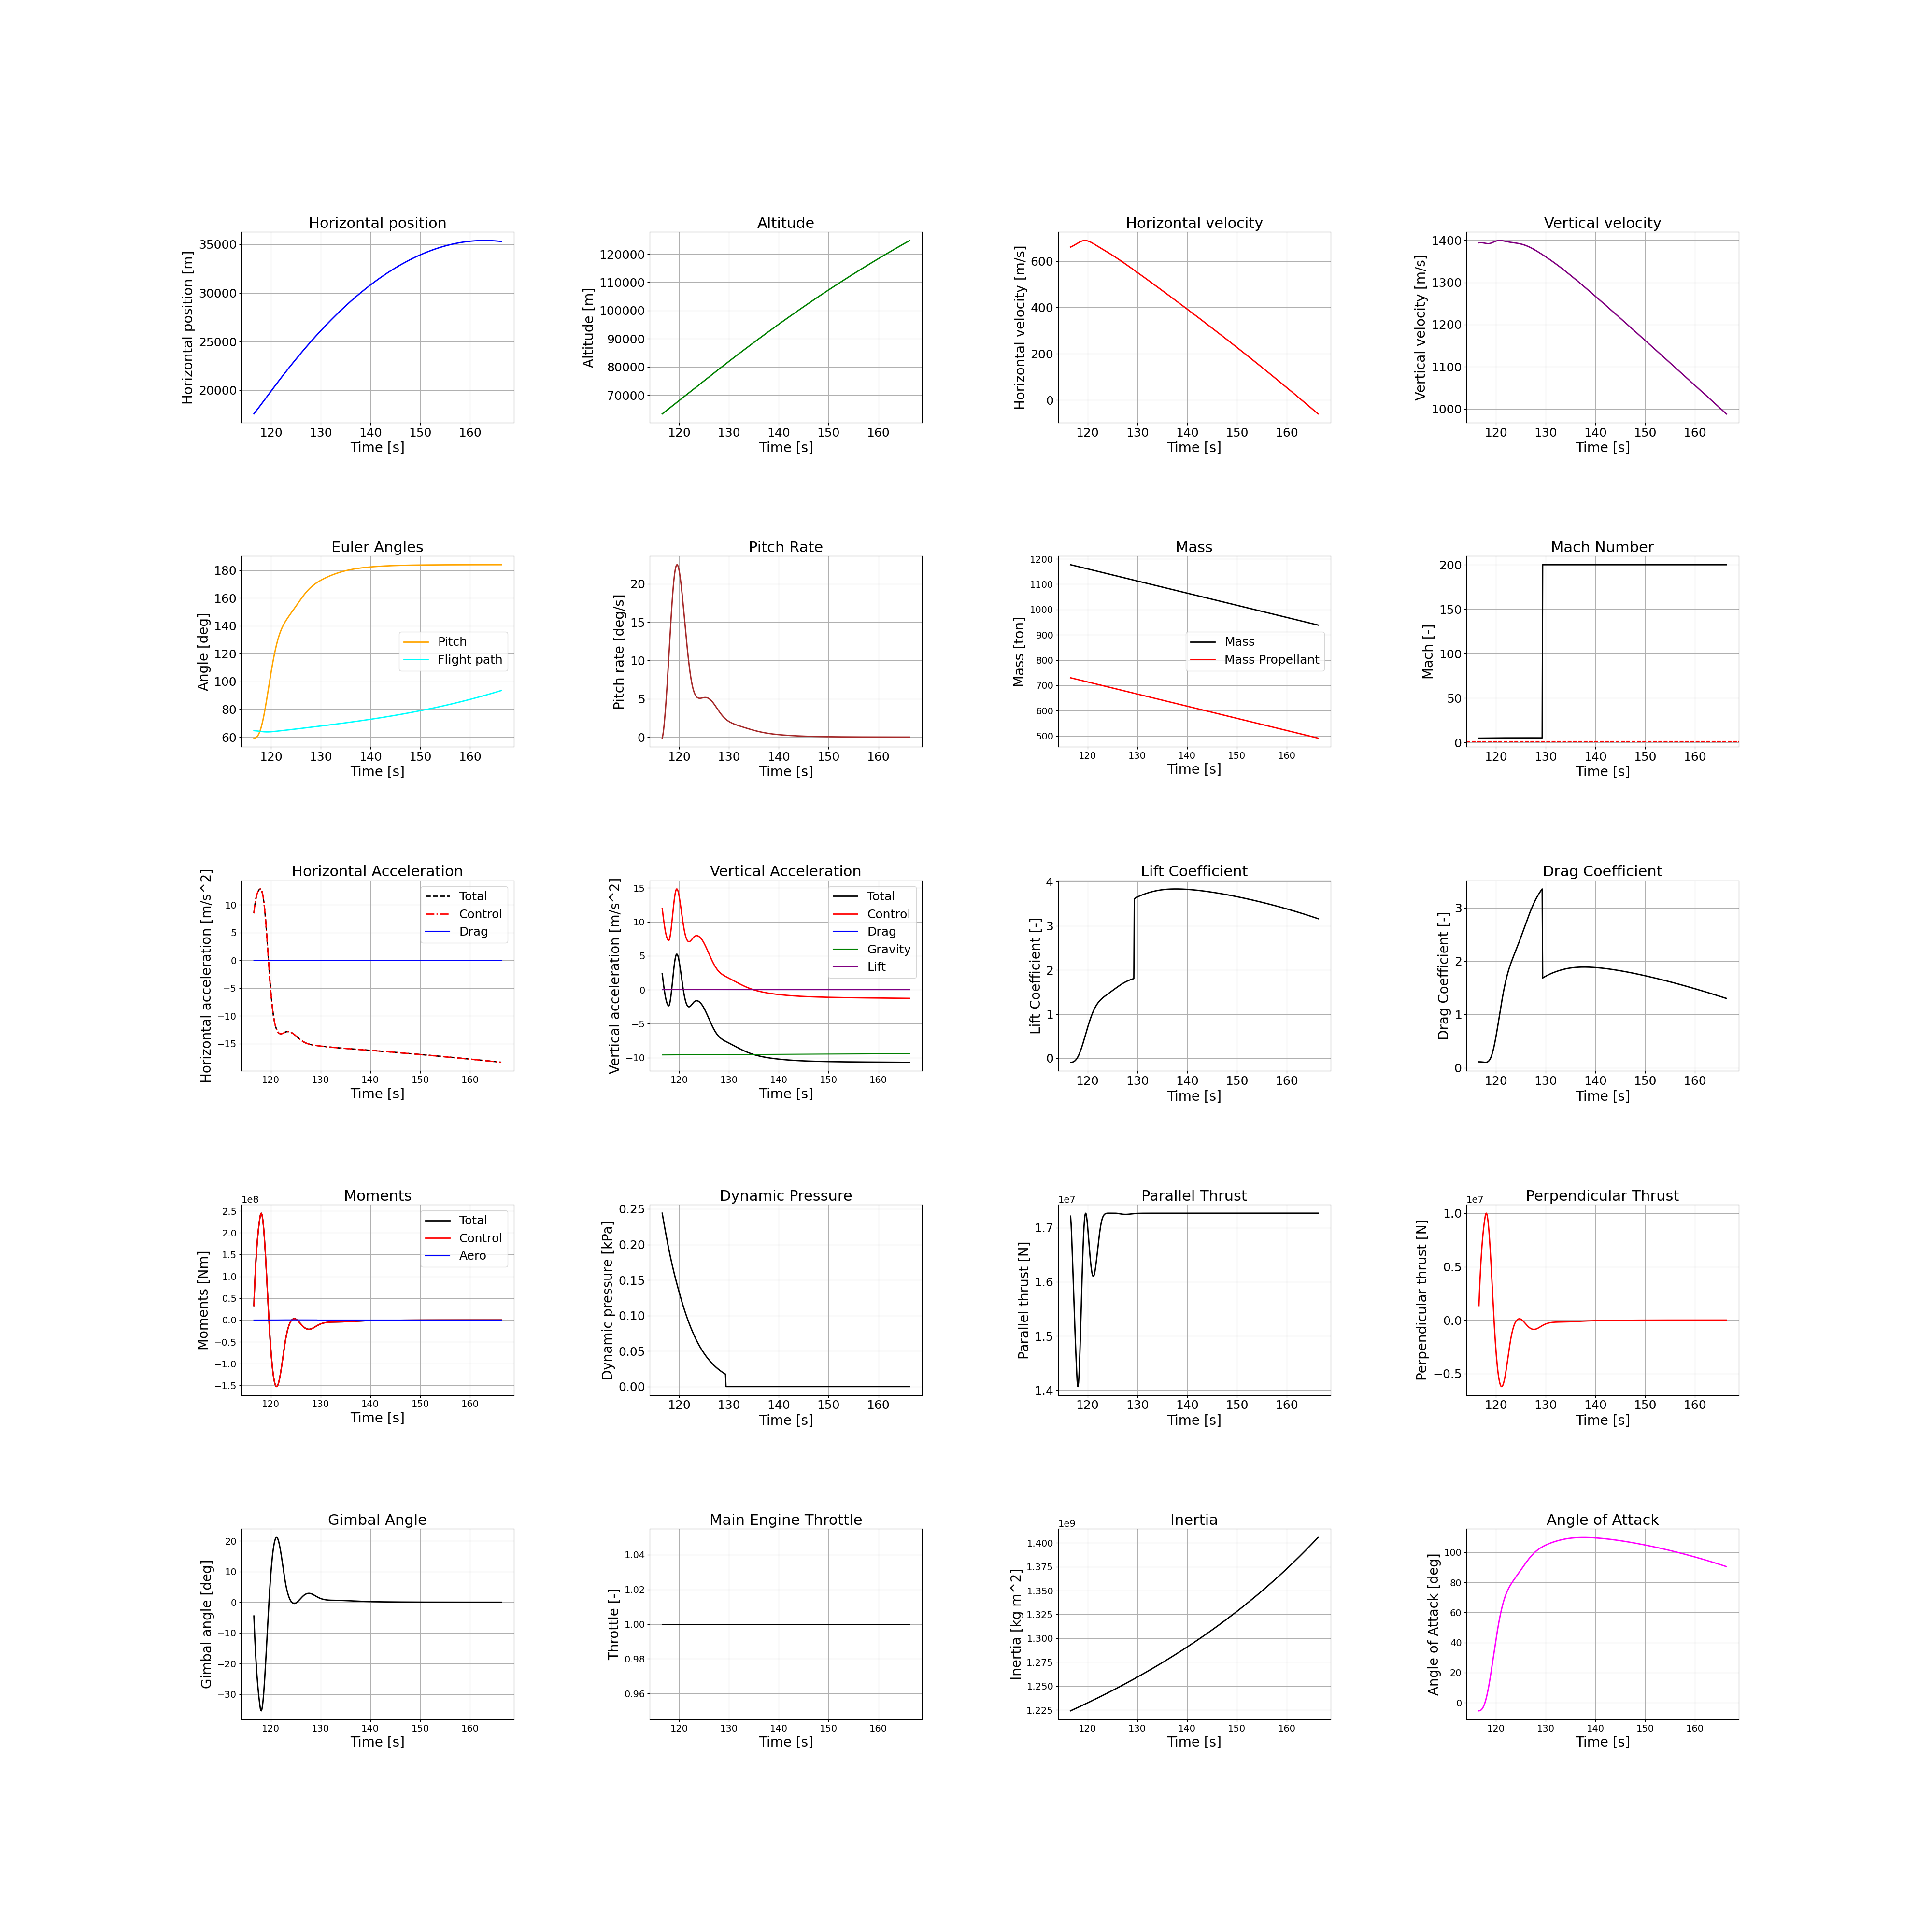 Horizontal position
Horizontal position [m]
35000
30000
25000
20000
120 130 140 150 160
Time [s]
Altitude
Altitude [m]
120000
110000
100000
90000
80000
70000
120 130 140 150 160
Time [s]
Horizontal velocity
Horizontal velocity [m/s]
600
400
200
0
120 130 140 150 160
Time [s]
Vertical velocity
Vertical velocity [m/s]
1400
1300
1200
1100
1000
120 130 140 150 160
Time [s]
Euler Angles
Angle [deg]
180
160
140
120
100
80
60
Pitch
Flight path
120 130 140 150 160
Time [s]
Pitch Rate
Pitch rate [deg/s]
20
15
10
5
0
120 130 140 150 160
Time [s]
Mass
Mass [ton]
1200
1100
1000
900
800
700
600
500
Mass
Mass Propellant
120 130 140 150 160
Time [s]
Mach Number
Mach [-]
200
150
100
50
0
120 130 140 150 160
Time [s]
Horizontal Acceleration
Horizontal acceleration [m/s^2]
10
5
0
−5
−10
−15
Total
Control
Drag
120 130 140 150 160
Time [s]
Vertical Acceleration
Vertical acceleration [m/s^2]
15
10
5
0
−5
−10
Total
Control
Drag
Gravity
Lift
120 130 140 150 160
Time [s]
Lift Coefficient
Lift Coefficient [-]
4
3
2
1
0
120 130 140 150 160
Time [s]
Drag Coefficient
Drag Coefficient [-]
3
2
1
0
120 130 140 150 160
Time [s]
Moments
1e8
Moments [Nm]
2.5
2.0
1.5
1.0
0.5
0.0
−0.5
−1.0
−1.5
Total
Control
Aero
120 130 140 150 160
Time [s]
Dynamic Pressure
Dynamic pressure [kPa]
0.25
0.20
0.15
0.10
0.05
0.00
120 130 140 150 160
Time [s]
Parallel Thrust
1e7
Parallel thrust [N]
1.7
1.6
1.5
1.4
120 130 140 150 160
Time [s]
Perpendicular Thrust
1e7
Perpendicular thrust [N]
1.0
0.5
0.0
−0.5
120 130 140 150 160
Time [s]
Gimbal Angle
Gimbal angle [deg]
20
10
0
−10
−20
−30
120 130 140 150 160
Time [s]
Main Engine Throttle
Throttle [-]
1.04
1.02
1.00
0.98
0.96
120 130 140 150 160
Time [s]
Inertia
1e9
Inertia [kg m^2]
1.400
1.375
1.350
1.325
1.300
1.275
1.250
1.225
120 130 140 150 160
Time [s]
Angle of Attack
Angle of Attack [deg]
100
80
60
40
20
0
120 130 140 150 160
Time [s]